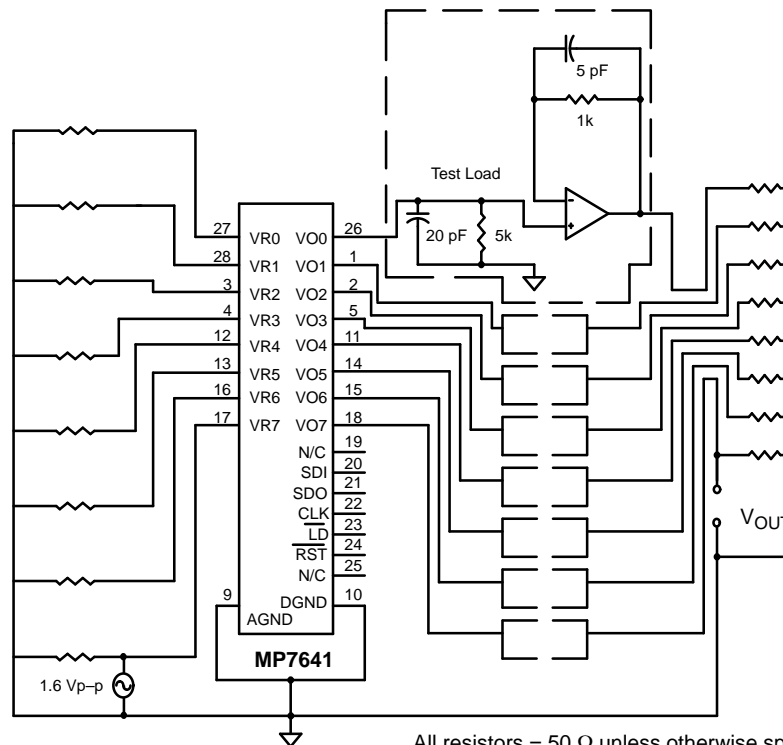 5 pF
1k
Test Load
20 pF
5k
27 VR0 VO0 26
28 VR1 VO1 1
3 VR2 VO2 2
4 VR3 VO3 5
12 VR4 VO4 11
13 VR5 VO5 14
16 VR6 VO6 15
17 VR7 VO7 18
N/C 19
SDI 20
SDO 21
CLK 22
LD 23
RST 24
N/C 25
9 AGND DGND 10
MP7641
1.6 Vp–p
VOUT
All resistors = 50 Ω unless otherwise sp